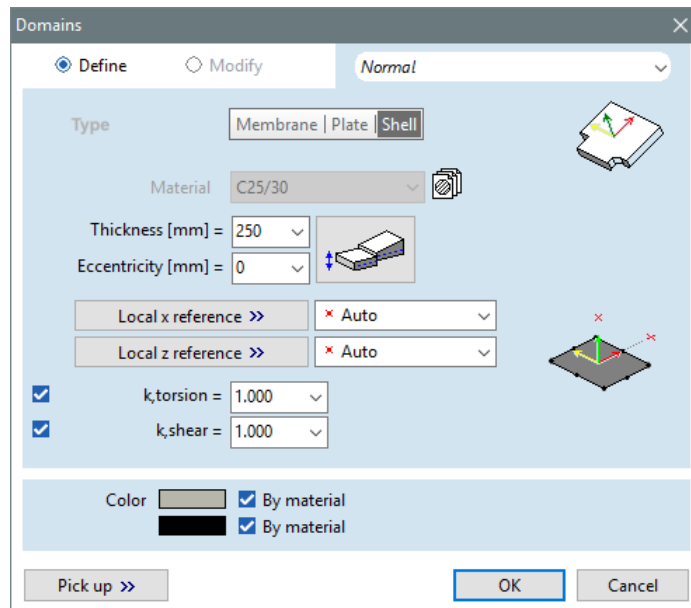 Domains
Define Modify Normal
Type Membrane | Plate | Shell
Material C25/30
Thickness [mm] = 250
Eccentricity [mm] = 0
Local x reference >> Auto
Local z reference >> Auto
k,torsion = 1.000
k,shear = 1.000
Color By material
By material
Pick up >> OK Cancel